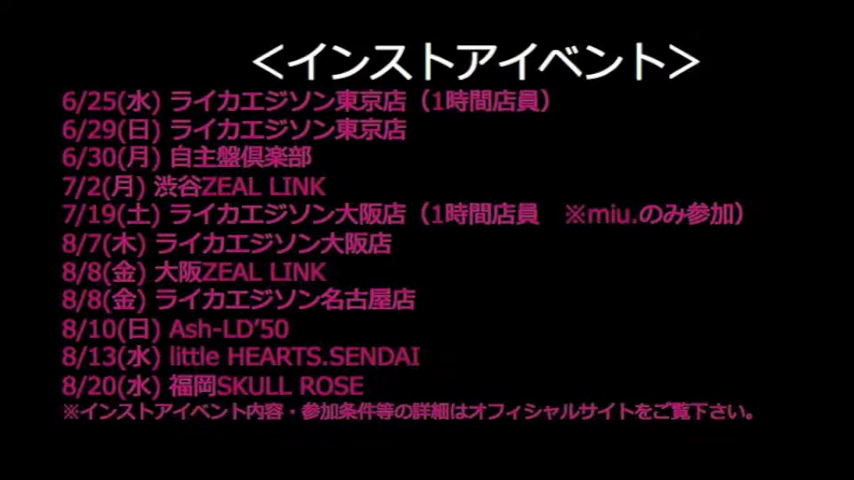 ＜インストアイベント＞
6/25(水) ライカエジソン東京店（1時間店員）
6/29(日) ライカエジソン東京店
6/30(月) 自主盤倶楽部
7/2(月) 渋谷ZEAL LINK
7/19(土) ライカエジソン大阪店（1時間店員　※miu.のみ参加）
8/7(木) ライカエジソン大阪店
8/8(金) 大阪ZEAL LINK
8/8(金) ライカエジソン名古屋店
8/10(日) Ash-LD’50
8/13(水) little HEARTS.SENDAI
8/20(水) 福岡SKULL ROSE
※インストアイベント内容・参加条件等の詳細はオフィシャルサイトをご覧下さい。